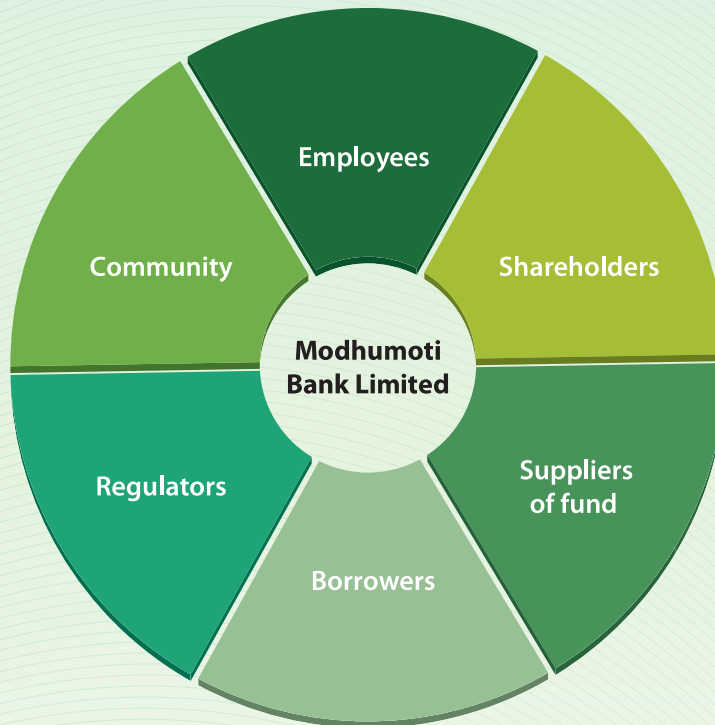 Employees
Community
Shareholders
Modhumoti
Bank Limited
Regulators
Suppliers
of fund
Borrowers